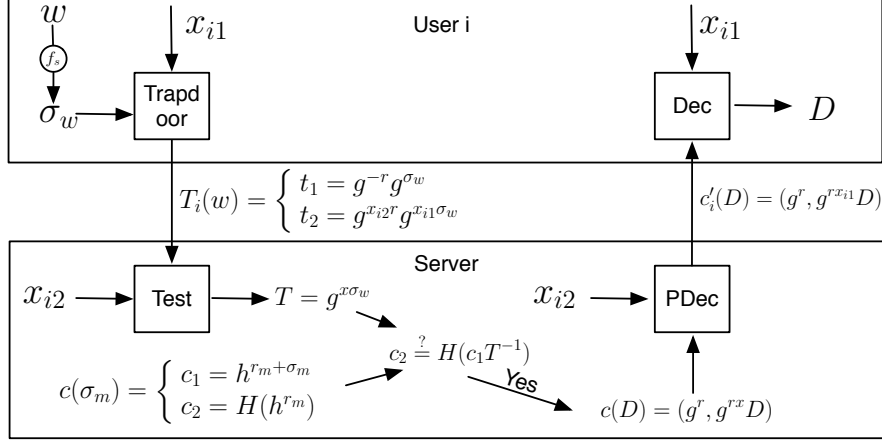 w
x_{i1}
User i
x_{i1}
f_s
σ_w
Trapd
oor
Dec
D
T_i(w) = { t_1 = g^{-r} g^{σ_w}
t_2 = g^{x_{i2}r} g^{x_{i1}σ_w}
c'_i(D) = (g^r, g^{rx_{i1}} D)
Server
x_{i2}
Test
T = g^{xσ_w}
x_{i2}
PDec
c_2 ≟ H(c_1 T^{-1})
c(σ_m) = { c_1 = h^{r_m+σ_m}
c_2 = H(h^{r_m})
Yes
c(D) = (g^r, g^{rx} D)